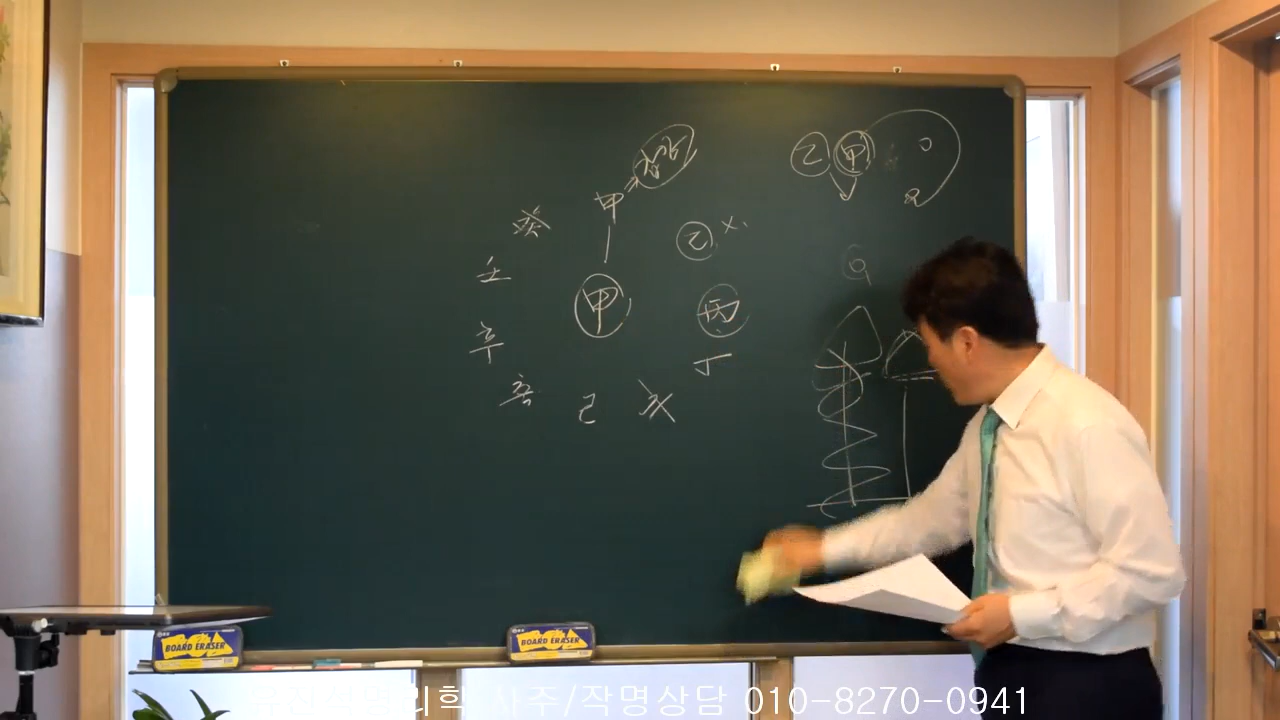 乙 甲
甲
癸
乙 x
壬
甲
丙
辛
丁
己
戊
BOARD ERASER
BOARD ERASER
사주/작명상담 010-8270-0941